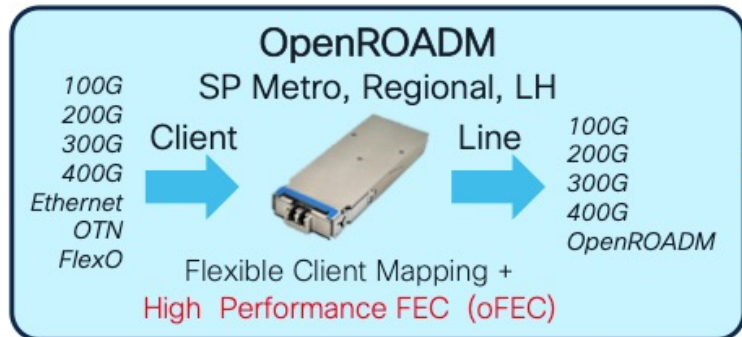 OpenROADM
SP Metro, Regional, LH
100G
200G
300G
400G
Ethernet
OTN
FlexO
Client
Line
100G
200G
300G
400G
OpenROADM
Flexible Client Mapping +
High Performance FEC (oFEC)